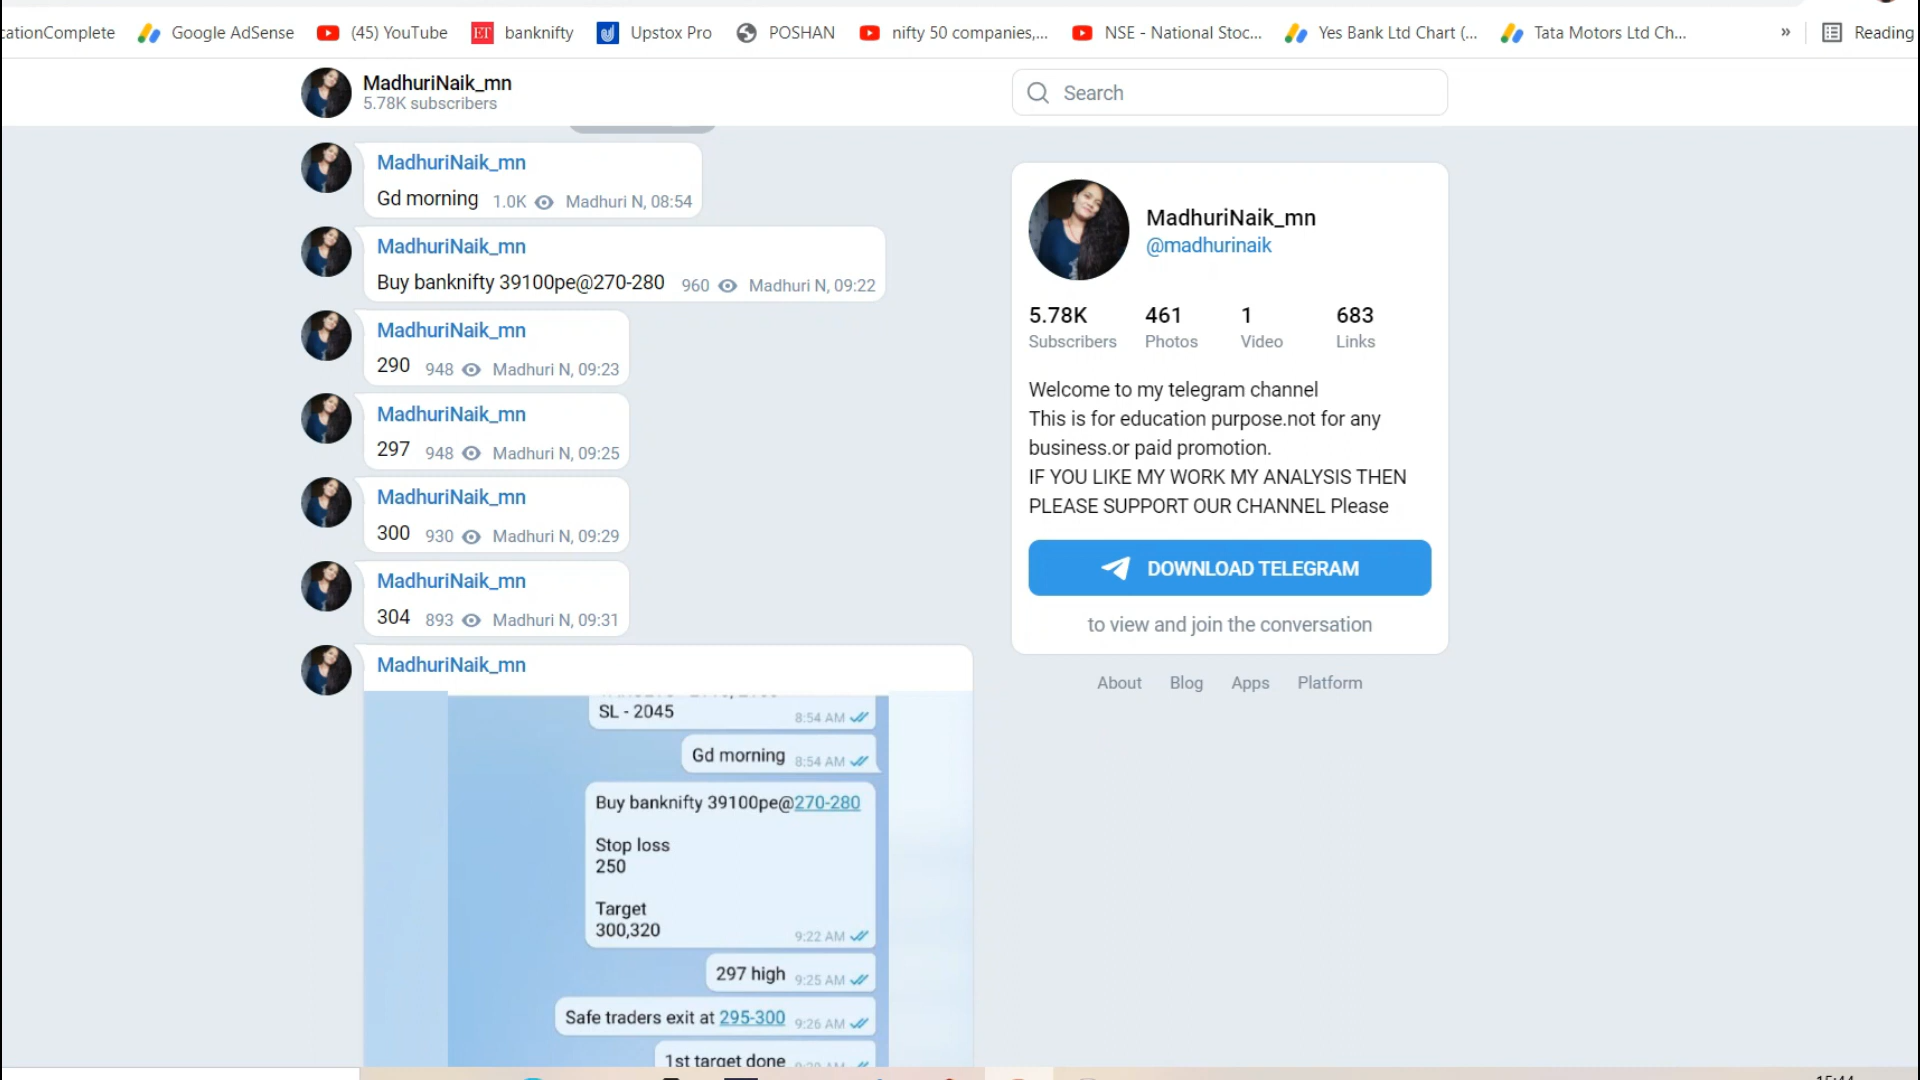 cationComplete
Google AdSense
(45) YouTube
ET
banknifty
Upstox Pro
POSHAN
nifty 50 companies,...
NSE - National Stoc...
Yes Bank Ltd Chart (...
Tata Motors Ltd Ch...
»
Reading
MadhuriNaik_mn
5.78K subscribers
Search
MadhuriNaik_mn
Gd morning 1.0K Madhuri N, 08:54
MadhuriNaik_mn
Buy banknifty 39100pe@270-280 960 Madhuri N, 09:22
MadhuriNaik_mn
290 948 Madhuri N, 09:23
MadhuriNaik_mn
297 948 Madhuri N, 09:25
MadhuriNaik_mn
300 930 Madhuri N, 09:29
MadhuriNaik_mn
304 893 Madhuri N, 09:31
MadhuriNaik_mn
SL - 2045 8:54 AM
Gd morning 8:54 AM
Buy banknifty 39100pe@270-280
Stop loss
250
Target
300,320 9:22 AM
297 high 9:25 AM
Safe traders exit at 295-300 9:26 AM
1st target done
MadhuriNaik_mn
@madhurinaik
5.78K 461 1 683
Subscribers Photos Video Links
Welcome to my telegram channel
This is for education purpose.not for any
business.or paid promotion.
IF YOU LIKE MY WORK MY ANALYSIS THEN
PLEASE SUPPORT OUR CHANNEL Please
DOWNLOAD TELEGRAM
to view and join the conversation
About Blog Apps Platform